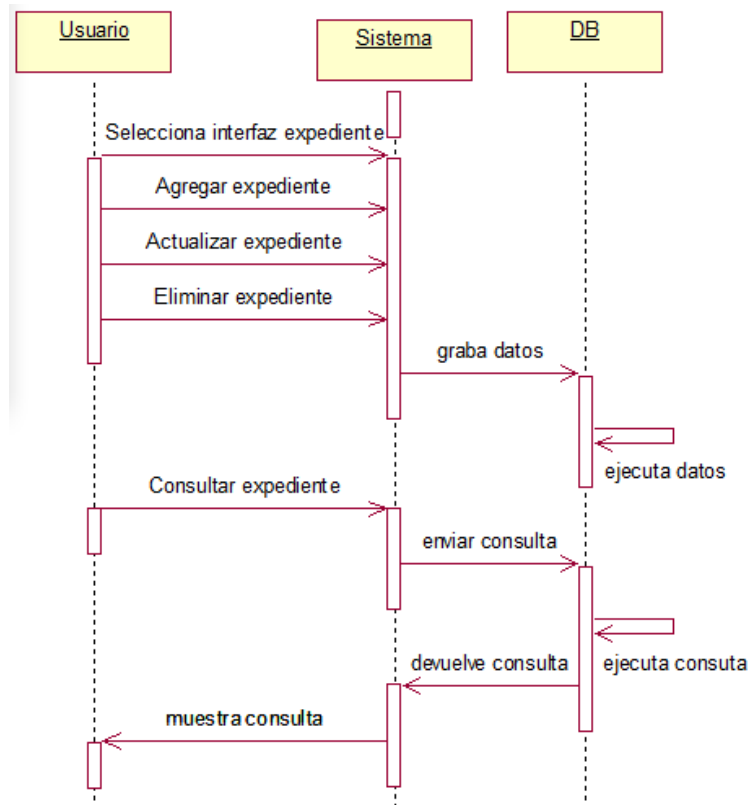 Usuario
Sistema
DB
Selecciona interfaz expediente
Agregar expediente
Actualizar expediente
Eliminar expediente
graba datos
ejecuta datos
Consultar expediente
enviar consulta
ejecuta consuta
devuelve consulta
muestra consulta